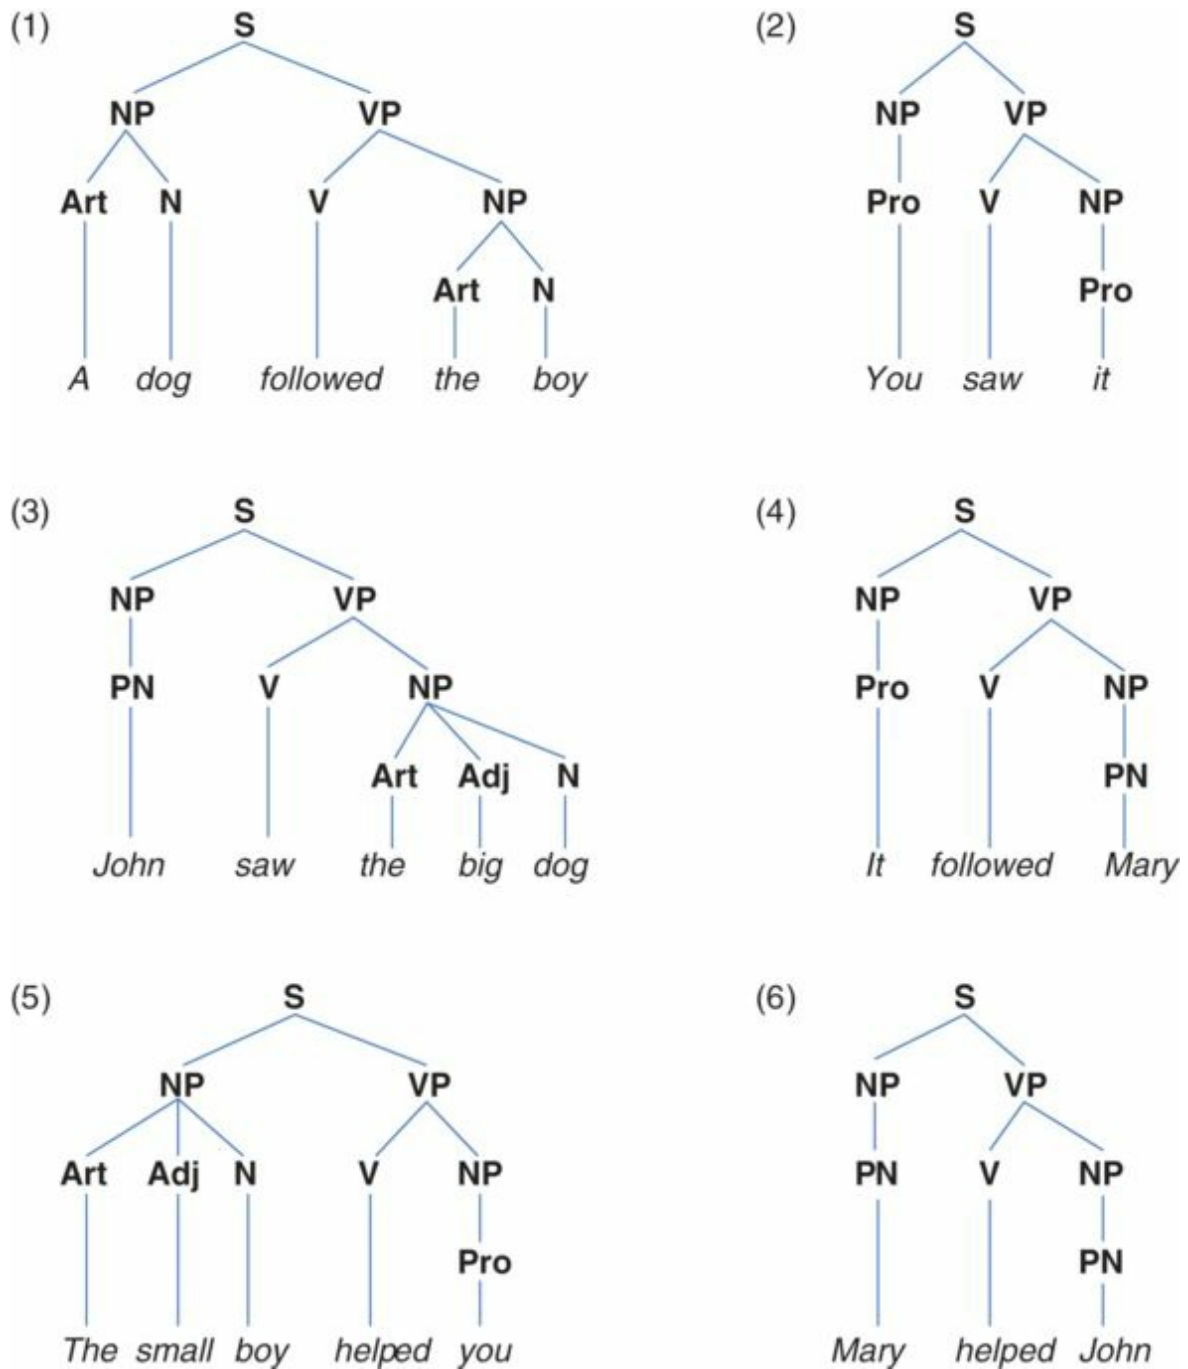 (1) S
NP VP
Art N V NP
Art N
A dog followed the boy
(2) S
NP VP
Pro V NP
Pro
You saw it
(3) S
NP VP
PN V NP
Art Adj N
John saw the big dog
(4) S
NP VP
Pro V NP
PN
It followed Mary
(5) S
NP VP
Art Adj N V NP
Pro
The small boy helped you
(6) S
NP VP
PN V NP
PN
Mary helped John